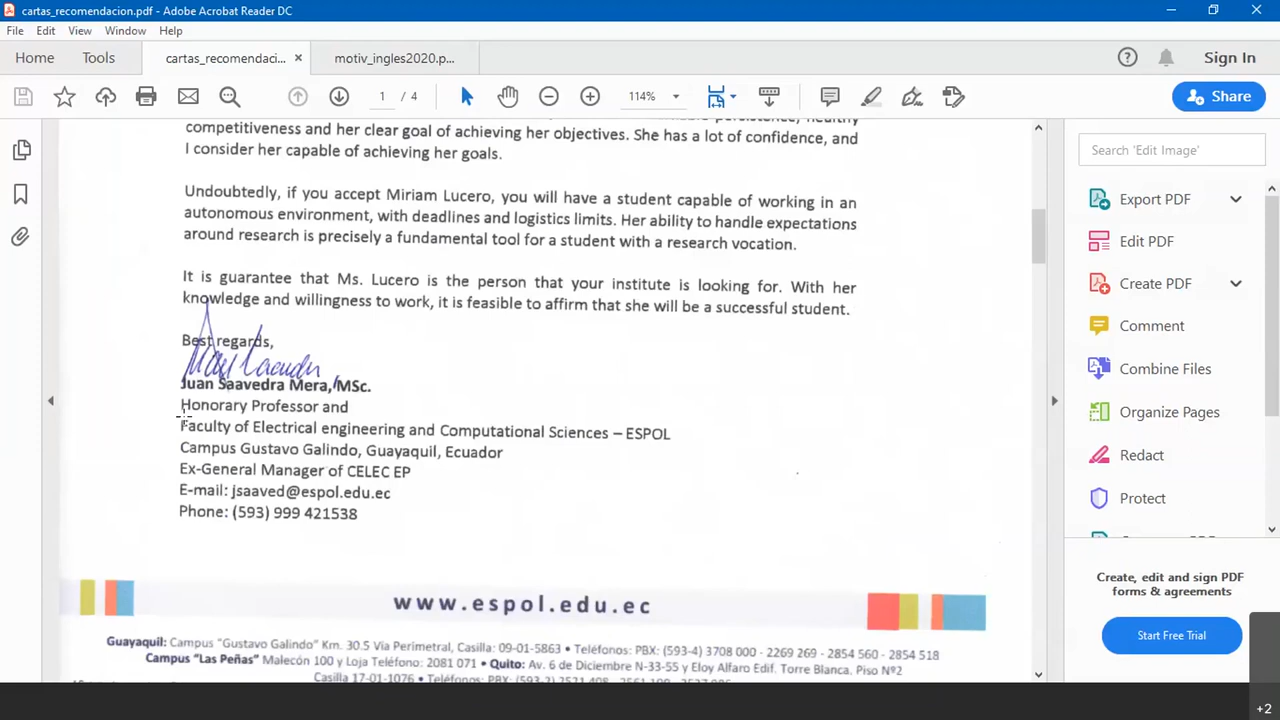 cartas_recomendacion.pdf - Adobe Acrobat Reader DC
File Edit View Window Help
Home Tools cartas_recomendaci... × motiv_ingles2020.p... Sign In
1 / 4 114% Share
competitiveness and her clear goal of achieving her objectives. She has a lot of confidence, and
I consider her capable of achieving her goals.
Undoubtedly, if you accept Miriam Lucero, you will have a student capable of working in an
autonomous environment, with deadlines and logistics limits. Her ability to handle expectations
around research is precisely a fundamental tool for a student with a research vocation.
It is guarantee that Ms. Lucero is the person that your institute is looking for. With her
knowledge and willingness to work, it is feasible to affirm that she will be a successful student.
Best regards,
Juan Saavedra Mera, MSc.
Honorary Professor and
Faculty of Electrical engineering and Computational Sciences – ESPOL
Campus Gustavo Galindo, Guayaquil, Ecuador
Ex-General Manager of CELEC EP
E-mail: jsaaved@espol.edu.ec
Phone: (593) 999 421538
www.espol.edu.ec
Guayaquil: Campus "Gustavo Galindo" Km. 30.5 Vía Perimetral, Casilla: 09-01-5863 • Teléfonos: PBX: (593-4) 3708 000 - 2269 269 - 2854 560 - 2854 518
Campus "Las Peñas" Malecón 100 y Loja Teléfono: 2081 071 • Quito: Av. 6 de Diciembre N-33-55 y Eloy Alfaro Edif. Torre Blanca, Piso Nº2
Casilla 17-01-1076 • Teléfonos: PBX: (593-2)
Search 'Edit Image'
Export PDF
Edit PDF
Create PDF
Comment
Combine Files
Organize Pages
Redact
Protect
Create, edit and sign PDF
forms & agreements
Start Free Trial
+2